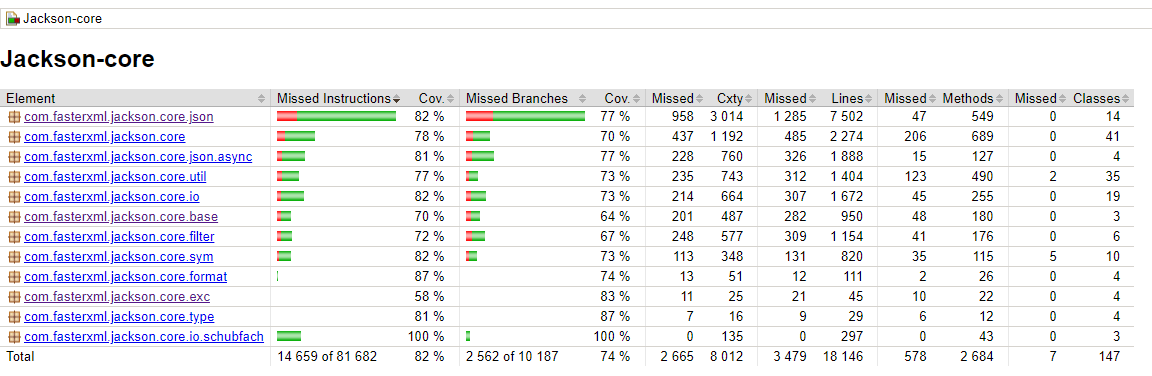 Jackson-core
Jackson-core
Element Missed Instructions Cov. Missed Branches Cov. Missed Cxty Missed Lines Missed Methods Missed Classes
com.fasterxml.jackson.core.json 82 % 77 % 958 3 014 1 285 7 502 47 549 0 14
com.fasterxml.jackson.core 78 % 70 % 437 1 192 485 2 274 206 689 0 41
com.fasterxml.jackson.core.json.async 81 % 77 % 228 760 326 1 888 15 127 0 4
com.fasterxml.jackson.core.util 77 % 73 % 235 743 312 1 404 123 490 2 35
com.fasterxml.jackson.core.io 82 % 73 % 214 664 307 1 672 45 255 0 19
com.fasterxml.jackson.core.base 70 % 64 % 201 487 282 950 48 180 0 3
com.fasterxml.jackson.core.filter 72 % 67 % 248 577 309 1 154 41 176 0 6
com.fasterxml.jackson.core.sym 82 % 73 % 113 348 131 820 35 115 5 10
com.fasterxml.jackson.core.format 87 % 74 % 13 51 12 111 2 26 0 4
com.fasterxml.jackson.core.exc 58 % 83 % 11 25 21 45 10 22 0 4
com.fasterxml.jackson.core.type 81 % 87 % 7 16 9 29 6 12 0 4
com.fasterxml.jackson.core.io.schubfach 100 % 100 % 0 135 0 297 0 43 0 3
Total 14 659 of 81 682 82 % 2 562 of 10 187 74 % 2 665 8 012 3 479 18 146 578 2 684 7 147